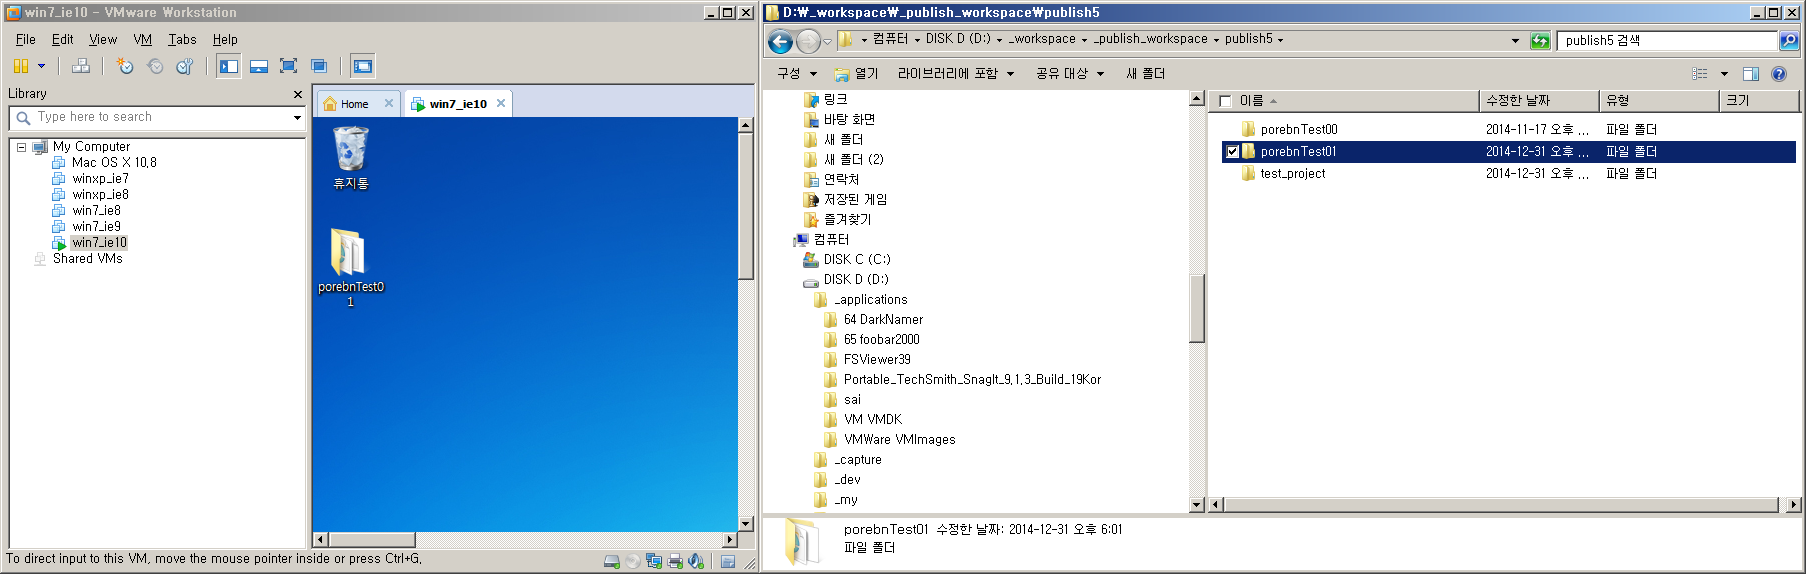 win7_ie10 - VMware Workstation
File Edit View VM Tabs Help
Library
Type here to search
My Computer
Mac OS X 10.8
winxp_ie7
winxp_ie8
win7_ie8
win7_ie9
win7_ie10
Shared VMs
Home
win7_ie10
휴지통
porebnTest0
1
To direct input to this VM, move the mouse pointer inside or press Ctrl+G.
D:₩_workspace₩_publish_workspace₩publish5
컴퓨터 DISK D (D:) _workspace _publish_workspace publish5
publish5 검색
구성 열기 라이브러리에 포함 공유 대상 새 폴더
링크
바탕 화면
새 폴더
새 폴더 (2)
연락처
저장된 게임
즐겨찾기
컴퓨터
DISK C (C:)
DISK D (D:)
_applications
64 DarkNamer
65 foobar2000
FSViewer39
Portable_TechSmith_SnagIt_9.1.3_Build_19Kor
sai
VM VMDK
VMWare VMImages
_capture
_dev
_my
이름 수정한 날짜 유형 크기
porebnTest00 2014-11-17 오후 ... 파일 폴더
porebnTest01 2014-12-31 오후 ... 파일 폴더
test_project 2014-12-31 오후 ... 파일 폴더
porebnTest01 수정한 날짜: 2014-12-31 오후 6:01
파일 폴더